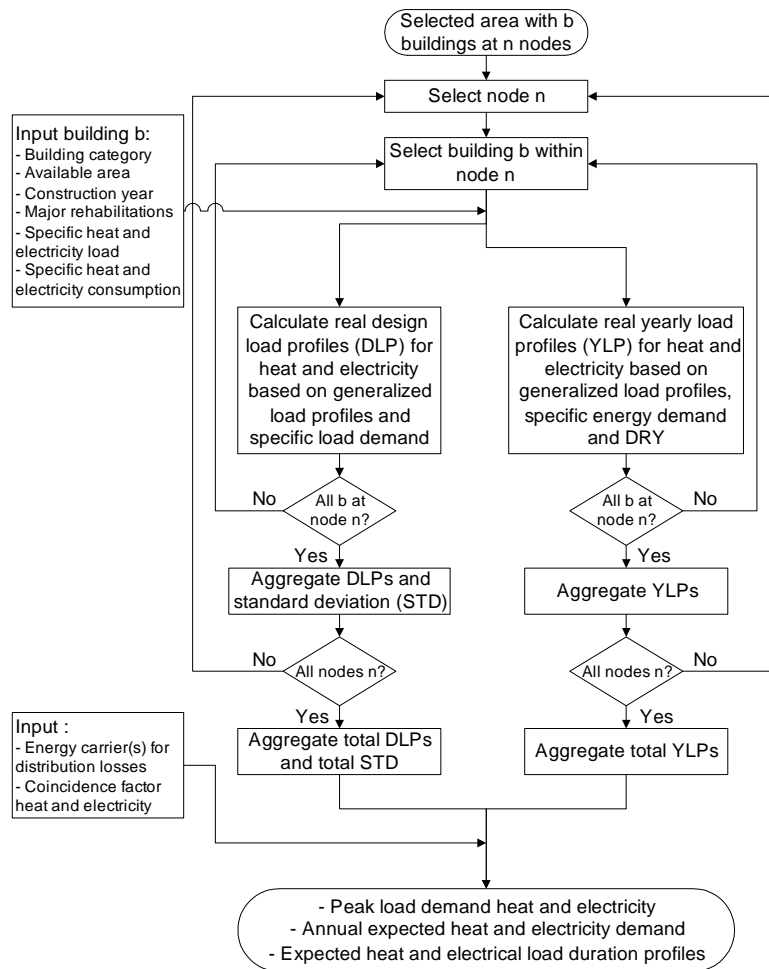 Selected area with b
buildings at n nodes
Select node n
Input building b:
- Building category
- Available area
- Construction year
- Major rehabilitations
- Specific heat and
electricity load
- Specific heat and
electricity consumption
Select building b within
node n
Calculate real design
load profiles (DLP) for
heat and electricity
based on generalized
load profiles and
specific load demand
Calculate real yearly load
profiles (YLP) for heat and
electricity based on
generalized load profiles,
specific energy demand
and DRY
No
All b at
node n?
Yes
All b at
node n?
No
Yes
Aggregate DLPs and
standard deviation (STD)
Aggregate YLPs
No
All nodes n?
Yes
All nodes n?
No
Yes
Input :
- Energy carrier(s) for
distribution losses
- Coincidence factor
heat and electricity
Aggregate total DLPs
and total STD
Aggregate total YLPs
- Peak load demand heat and electricity
- Annual expected heat and electricity demand
- Expected heat and electrical load duration profiles